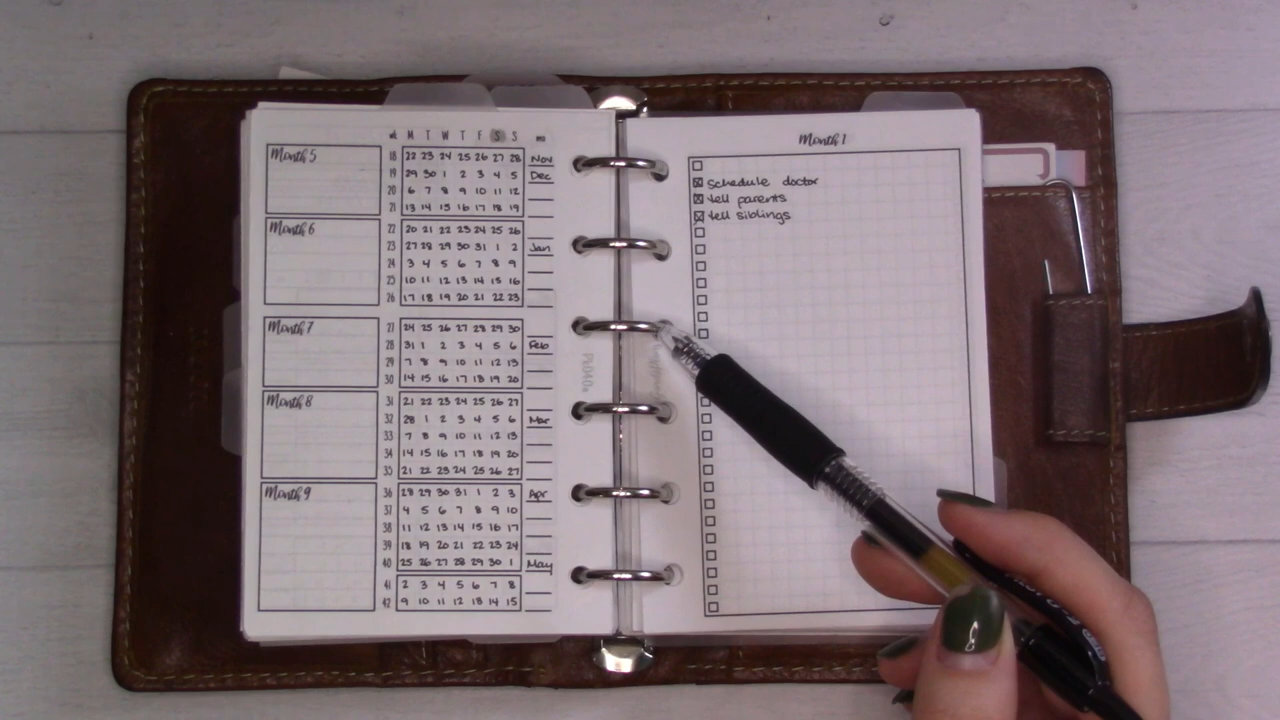 wk M T W T F S S mo
Month 5
18 22 23 24 25 26 27 28 Nov
19 29 30 1 2 3 4 5 Dec
20 6 7 8 9 10 11 12
21 13 14 15 16 17 18 19
Month 6
22 20 21 22 23 24 25 26
23 27 28 29 30 31 1 2 Jan
24 3 4 5 6 7 8 9
25 10 11 12 13 14 15 16
26 17 18 19 20 21 22 23
Month 7
27 24 25 26 27 28 29 30
28 31 1 2 3 4 5 6 Feb
29 7 8 9 10 11 12 13
30 14 15 16 17 18 19 20
Month 8
31 21 22 23 24 25 26 27
32 28 1 2 3 4 5 6 Mar
33 7 8 9 10 11 12 13
34 14 15 16 17 18 19 20
35 21 22 23 24 25 26 27
Month 9
36 28 29 30 31 1 2 3 Apr
37 4 5 6 7 8 9 10
38 11 12 13 14 15 16 17
39 18 19 20 21 22 23 24
40 25 26 27 28 29 30 1 May
41 2 3 4 5 6 7 8
42 9 10 11 12 13 14 15
Month 1
schedule doctor
tell parents
tell siblings